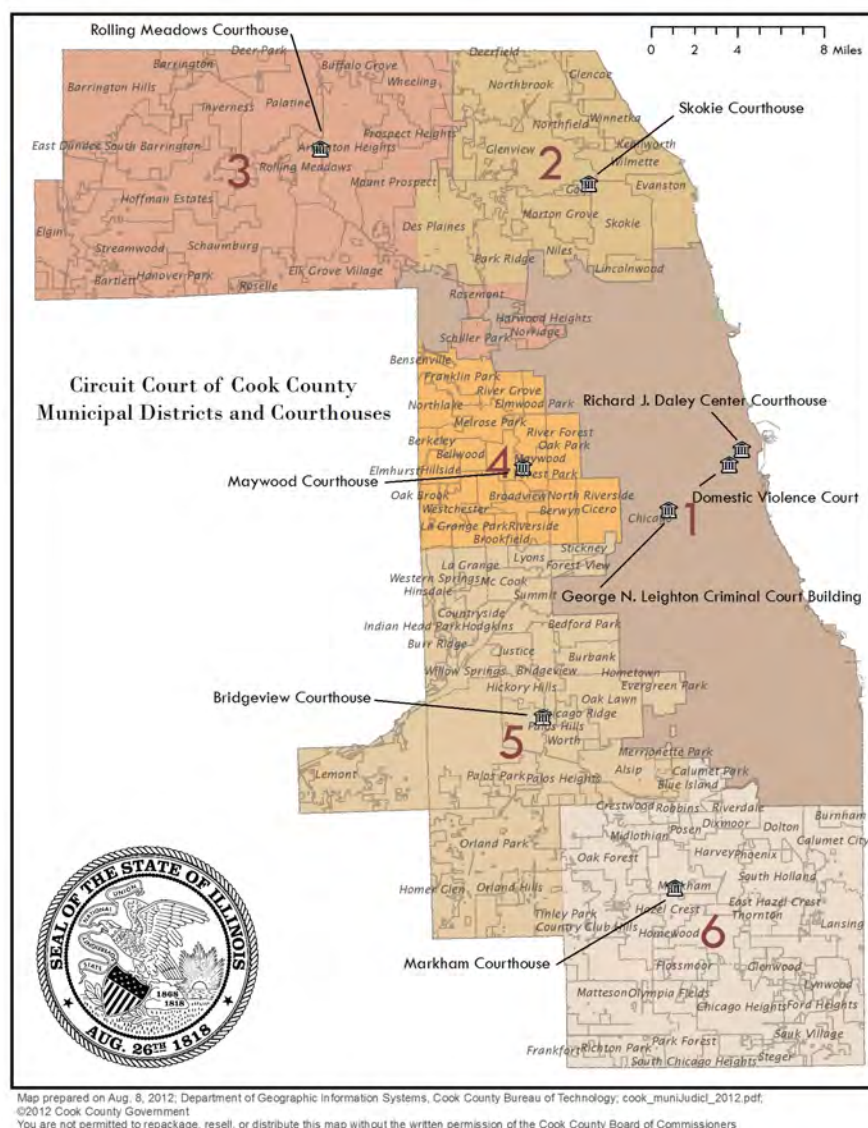 Rolling Meadows Courthouse
0 2 4 8 Miles
Deer Park
Barrington
Buffalo Grove
Deerfield
Glencoe
Barrington Hills
Wheeling
Northbrook
Skokie Courthouse
Inverness
Palatine
Winnetka
Northfield
Prospect Heights
Kenilworth
East Dundee
South Barrington
Arlington Heights
Glenview
Wilmette
3
Rolling Meadows
2
Mount Prospect
Golf
Evanston
Hoffman Estates
Morton Grove
Elgin
Des Plaines
Skokie
Streamwood
Schaumburg
Niles
Park Ridge
Bartlett
Hanover Park
Elk Grove Village
Lincolnwood
Roselle
Rosemont
Harwood Heights
Norridge
Schiller Park
Bensenville
Circuit Court of Cook County
Municipal Districts and Courthouses
Franklin Park
River Grove
Richard J. Daley Center Courthouse
Northlake
Elmwood Park
Melrose Park
River Forest
Berkeley
Oak Park
Bellwood
4
Maywood
Elmhurst
Hillside
Forest Park
Maywood Courthouse
Oak Brook
Broadview
North Riverside
Domestic Violence Court
Westchester
Berwyn
Cicero
Chicago
1
La Grange Park
Riverside
Brookfield
Stickney
Lyons
La Grange
Forest View
Western Springs
Mc Cook
Hinsdale
Summit
George N. Leighton Criminal Court Building
Countryside
Indian Head Park
Hodgkins
Bedford Park
Burr Ridge
Justice
Burbank
Willow Springs
Bridgeview
Hometown
Hickory Hills
Evergreen Park
Bridgeview Courthouse
Oak Lawn
Chicago Ridge
Palos Hills
5
Worth
Merrionette Park
Lemont
Alsip
Calumet Park
Palos Park
Palos Heights
Blue Island
Crestwood
Robbins
Riverdale
Burnham
Dixmoor
Posen
Dolton
Midlothian
Calumet City
Orland Park
Harvey
Phoenix
Oak Forest
South Holland
Homer Glen
Orland Hills
Markham
East Hazel Crest
Hazel Crest
Thornton
Tinley Park
Country Club Hills
Lansing
Homewood
6
Markham Courthouse
Flossmoor
Glenwood
Lynwood
Matteson
Olympia Fields
Chicago Heights
Ford Heights
Sauk Village
Park Forest
Frankfort
Richton Park
Steger
South Chicago Heights
SEAL OF THE STATE OF ILLINOIS
STATE
SOVEREIGNTY
NATIONAL
UNION
1868
1818
AUG. 26TH 1818
Map prepared on Aug. 8, 2012; Department of Geographic Information Systems, Cook County Bureau of Technology; cook_muniJudicl_2012.pdf;
©2012 Cook County Government
You are not permitted to repackage, resell, or distribute this map without the written permission of the Cook County Board of Commissioners